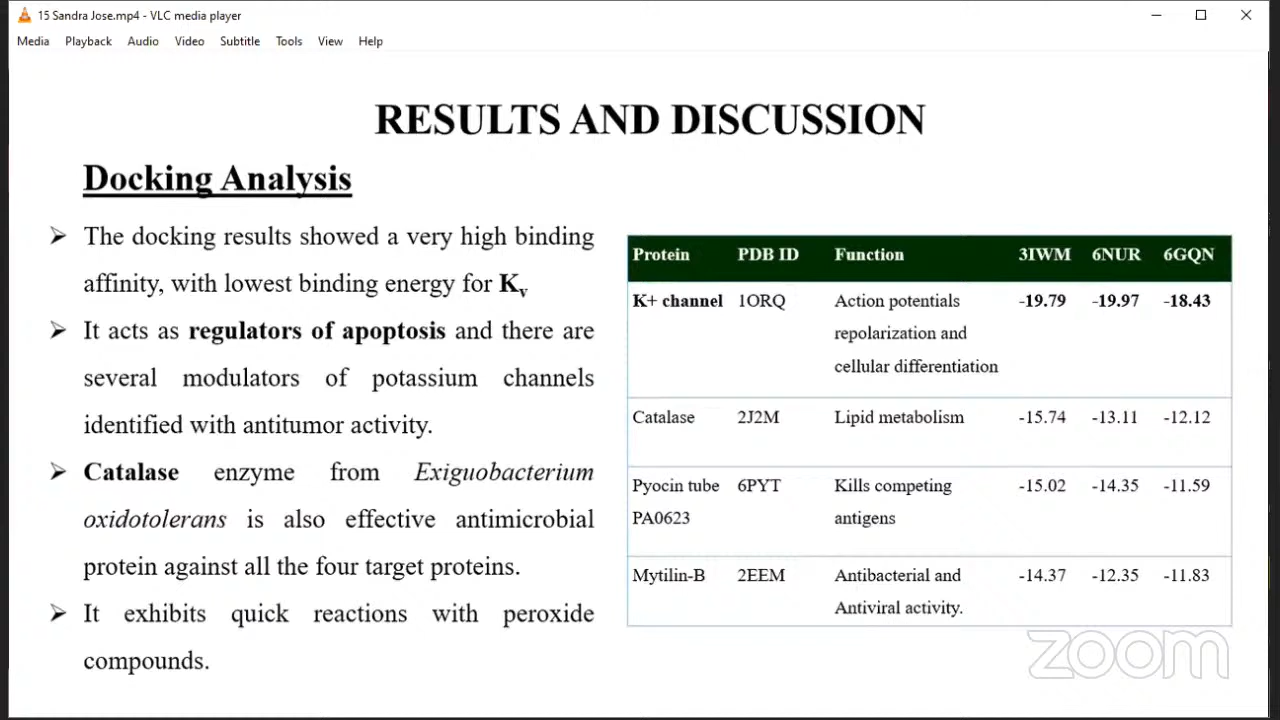 15 Sandra Jose.mp4 - VLC media player
Media Playback Audio Video Subtitle Tools View Help
RESULTS AND DISCUSSION
Docking Analysis
➢ The docking results showed a very high binding
affinity, with lowest binding energy for Kv
➢ It acts as regulators of apoptosis and there are
several modulators of potassium channels
identified with antitumor activity.
➢ Catalase enzyme from Exiguobacterium
oxidotolerans is also effective antimicrobial
protein against all the four target proteins.
➢ It exhibits quick reactions with peroxide
compounds.
Protein PDB ID Function 3IWM 6NUR 6GQN
K+ channel 1ORQ Action potentials -19.79 -19.97 -18.43
repolarization and
cellular differentiation
Catalase 2J2M Lipid metabolism -15.74 -13.11 -12.12
Pyocin tube 6PYT Kills competing -15.02 -14.35 -11.59
PA0623 antigens
Mytilin-B 2EEM Antibacterial and -14.37 -12.35 -11.83
Antiviral activity.
zoom